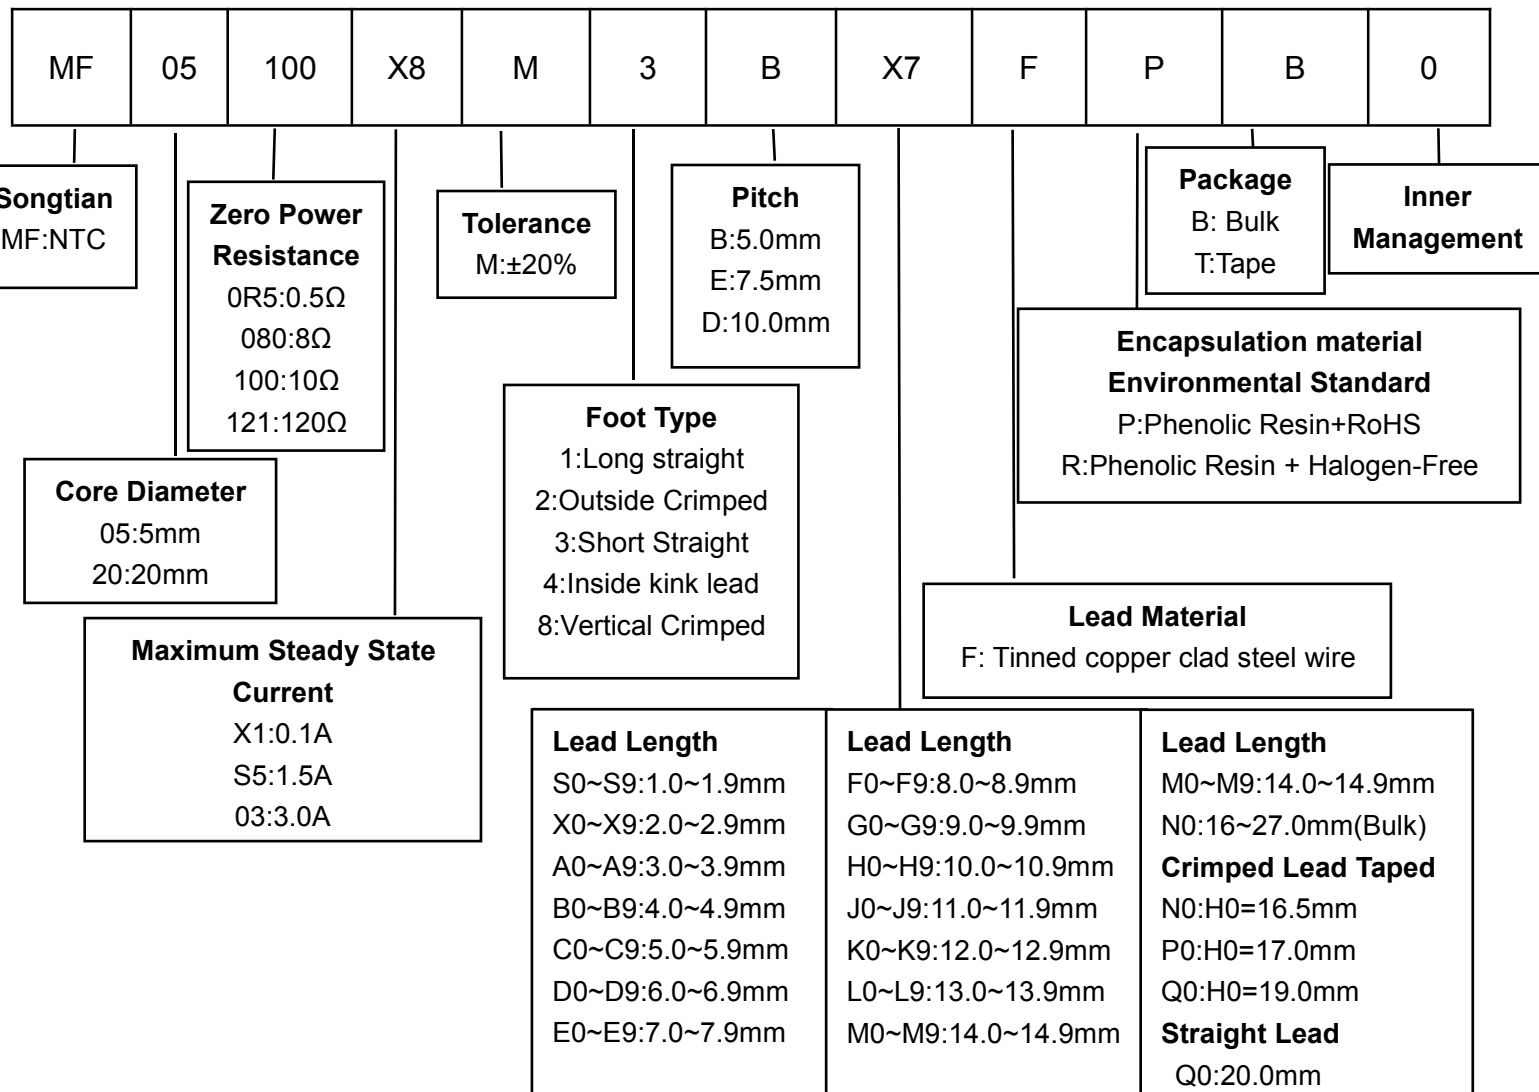 MF 05 100 X8 M 3 B X7 F P B 0
Songtian
MF:NTC
Core Diameter
05:5mm
20:20mm
Zero Power
Resistance
0R5:0.5Ω
080:8Ω
100:10Ω
121:120Ω
Maximum Steady State
Current
X1:0.1A
S5:1.5A
03:3.0A
Tolerance
M:±20%
Foot Type
1:Long straight
2:Outside Crimped
3:Short Straight
4:Inside kink lead
8:Vertical Crimped
Pitch
B:5.0mm
E:7.5mm
D:10.0mm
Lead Length
S0~S9:1.0~1.9mm
X0~X9:2.0~2.9mm
A0~A9:3.0~3.9mm
B0~B9:4.0~4.9mm
C0~C9:5.0~5.9mm
D0~D9:6.0~6.9mm
E0~E9:7.0~7.9mm
Lead Length
F0~F9:8.0~8.9mm
G0~G9:9.0~9.9mm
H0~H9:10.0~10.9mm
J0~J9:11.0~11.9mm
K0~K9:12.0~12.9mm
L0~L9:13.0~13.9mm
M0~M9:14.0~14.9mm
Lead Length
M0~M9:14.0~14.9mm
N0:16~27.0mm(Bulk)
Crimped Lead Taped
N0:H0=16.5mm
P0:H0=17.0mm
Q0:H0=19.0mm
Straight Lead
Q0:20.0mm
Lead Material
F: Tinned copper clad steel wire
Encapsulation material
Environmental Standard
P:Phenolic Resin+RoHS
R:Phenolic Resin + Halogen-Free
Package
B: Bulk
T:Tape
Inner
Management